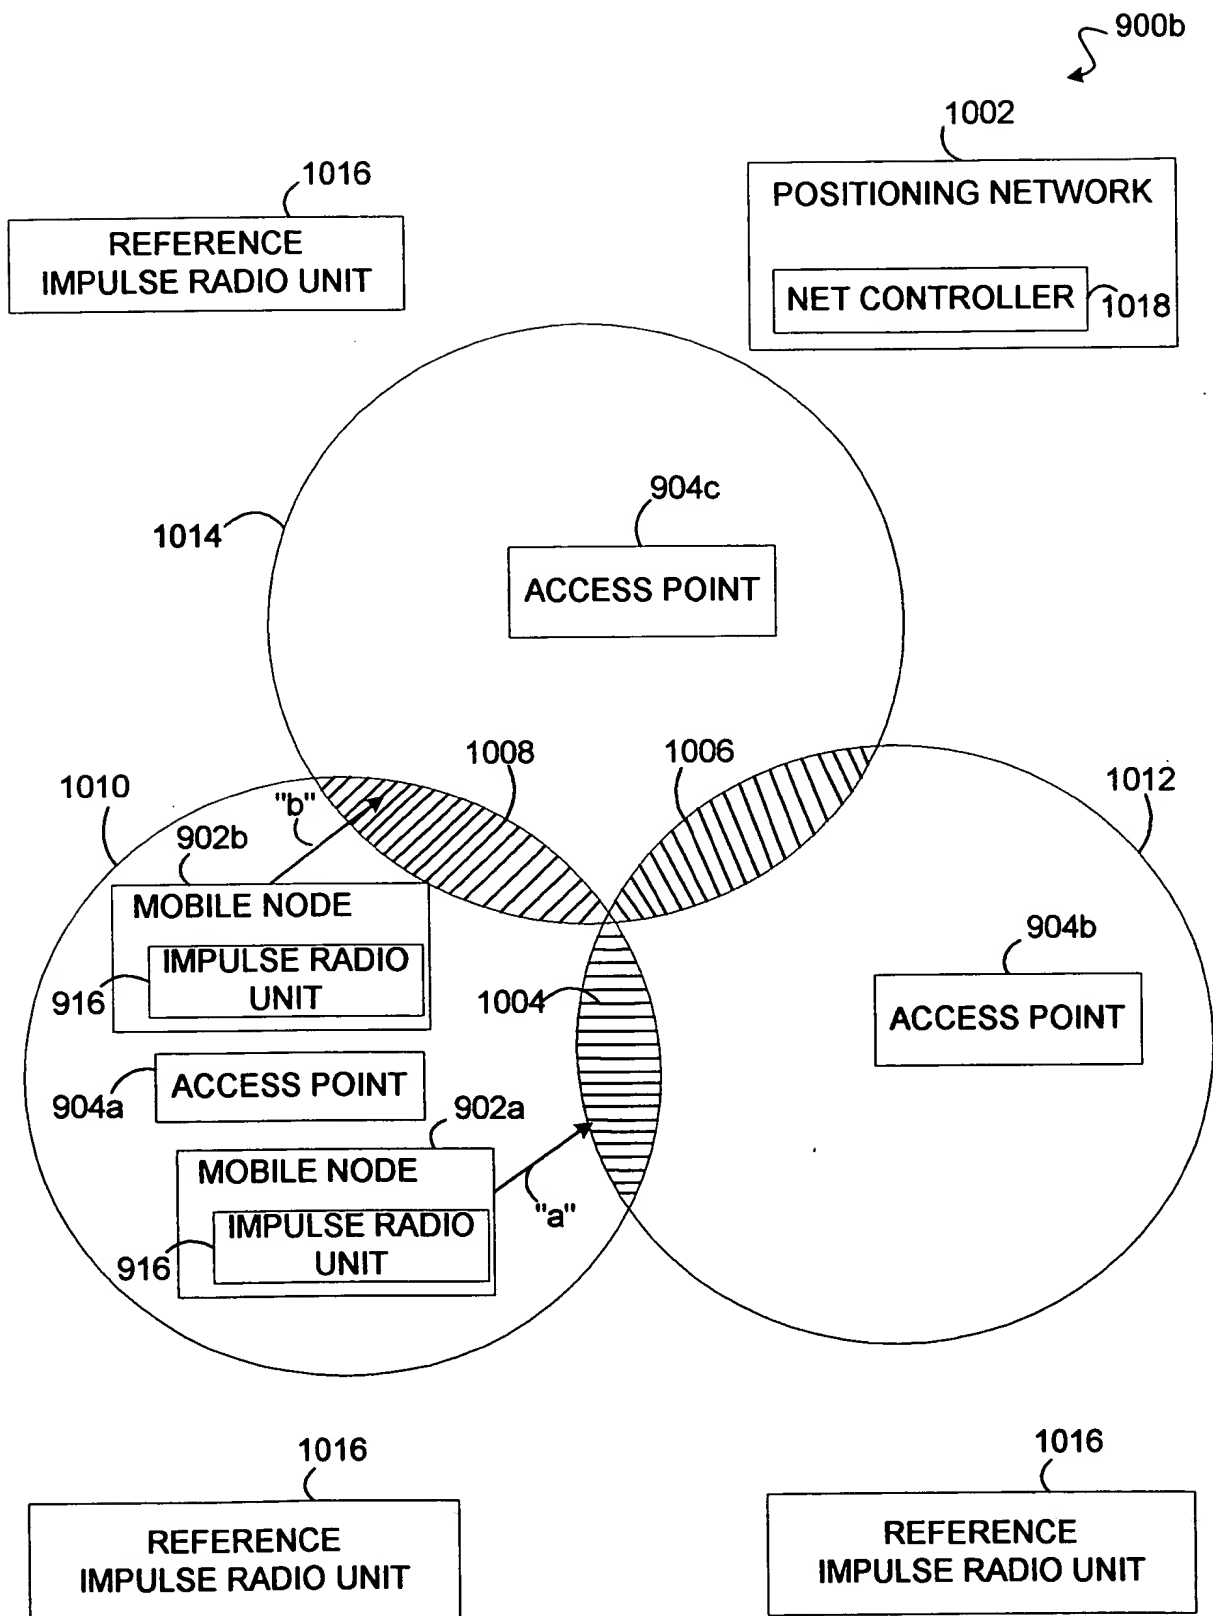 900b
1002
1016
POSITIONING NETWORK
REFERENCE
IMPULSE RADIO UNIT
NET CONTROLLER
1018
904c
1014
ACCESS POINT
1008
1006
1010
1012
"b"
902b
MOBILE NODE
904b
IMPULSE RADIO
UNIT
916
1004
ACCESS POINT
ACCESS POINT
904a
902a
MOBILE NODE
"a"
IMPULSE RADIO
UNIT
916
1016
1016
REFERENCE
IMPULSE RADIO UNIT
REFERENCE
IMPULSE RADIO UNIT